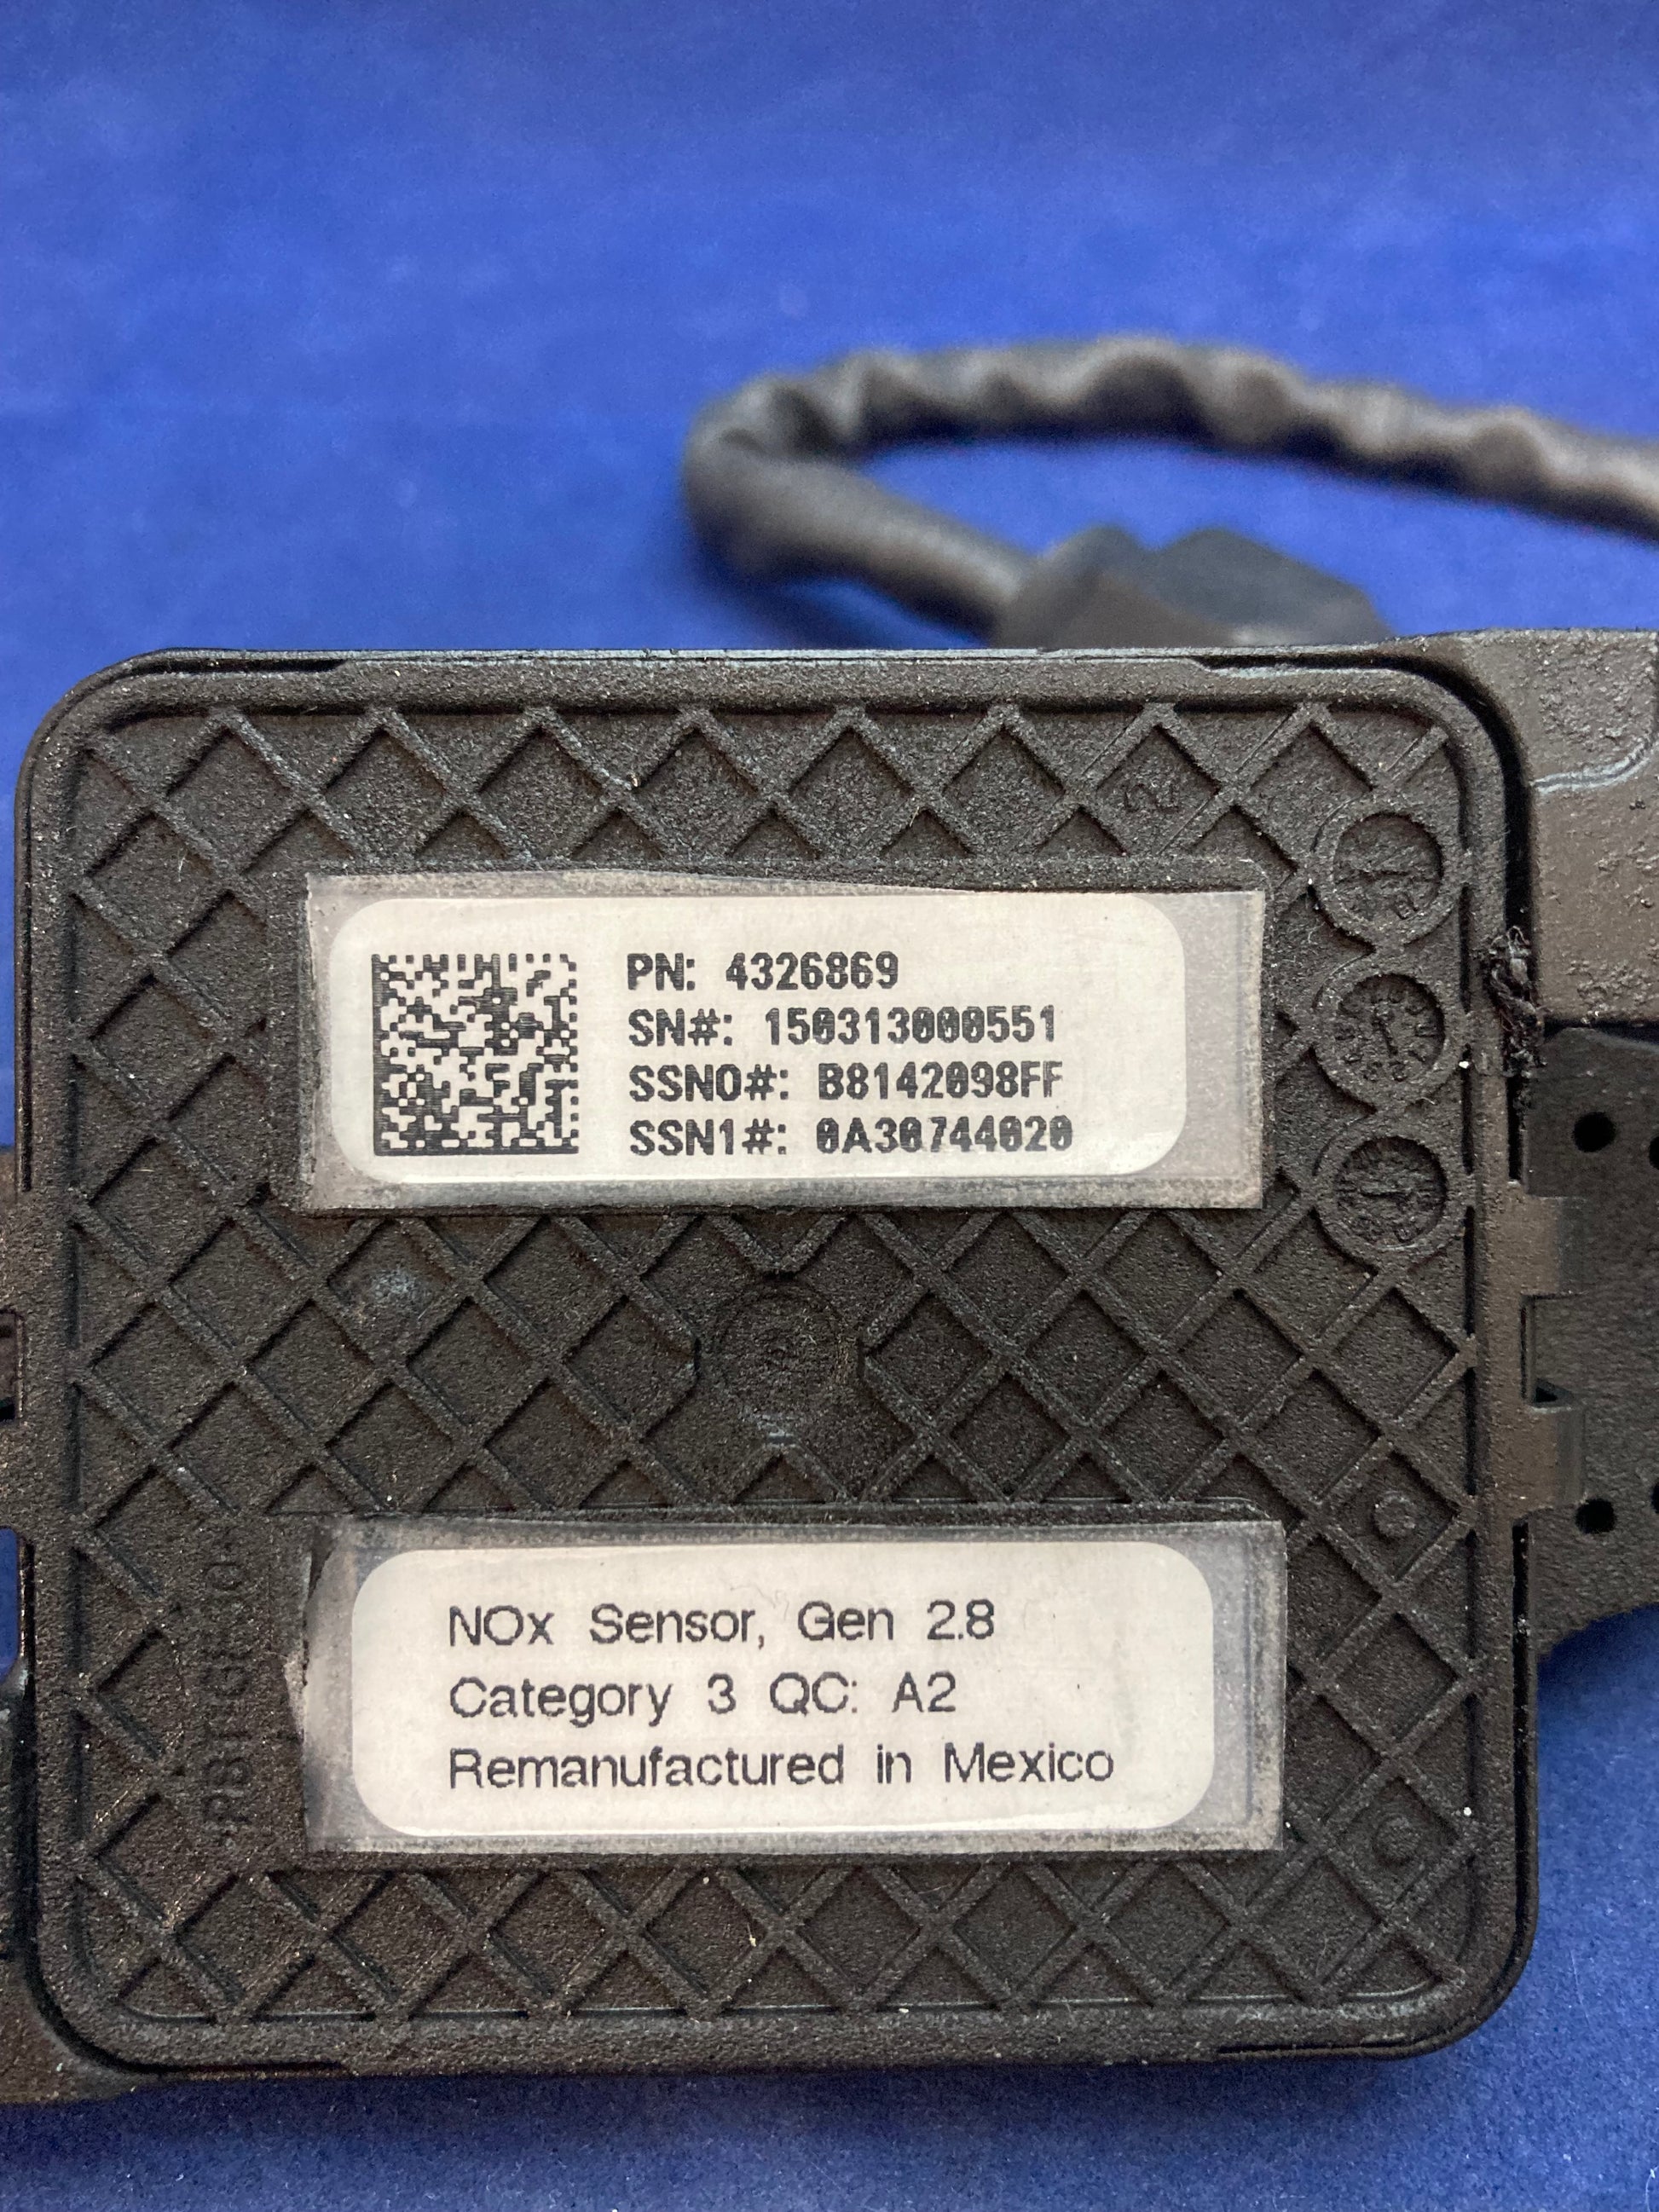 PN: 4326869
SN#: 150313000551
SSN0#: B8142098FF
SSN1#: 0A30744020
NOx Sensor, Gen 2.8
Category 3 QC: A2
Remanufactured in Mexico